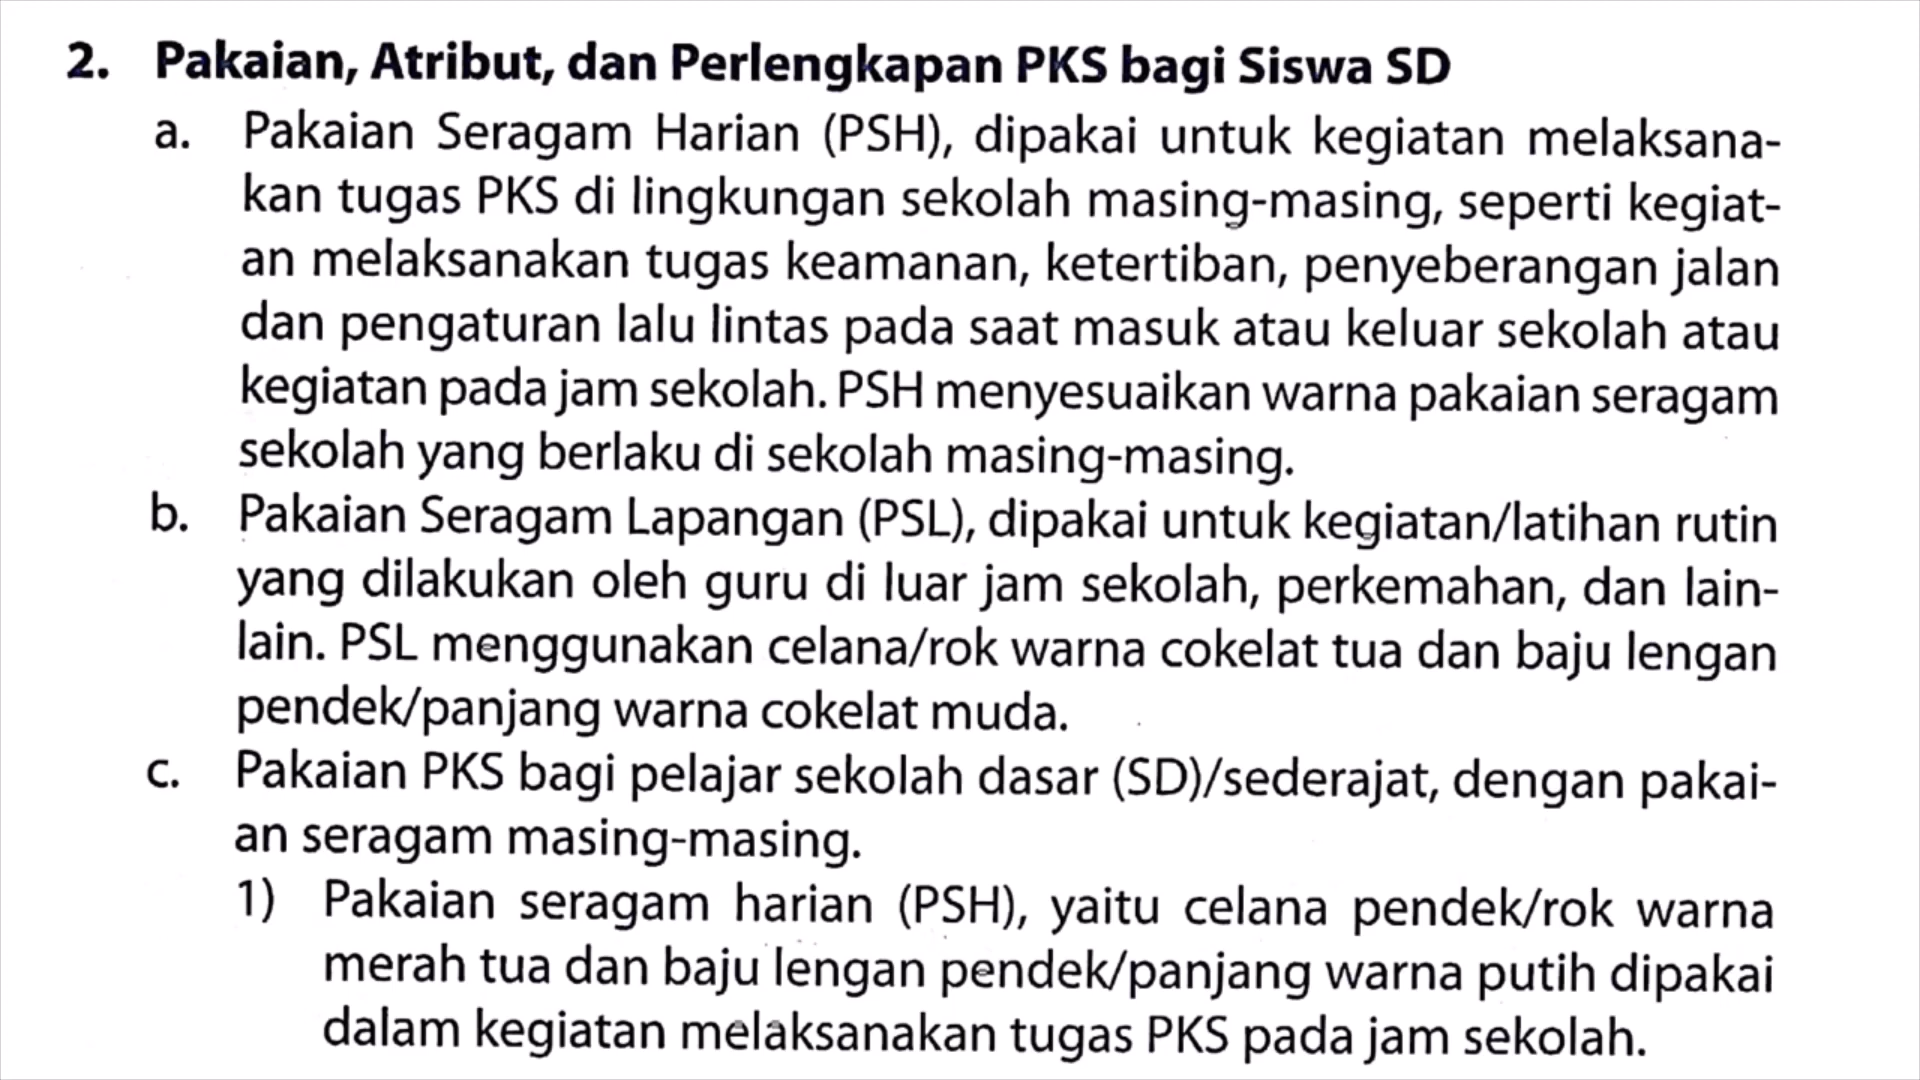 2. Pakaian, Atribut, dan Perlengkapan PKS bagi Siswa SD
a. Pakaian Seragam Harian (PSH), dipakai untuk kegiatan melaksana-
kan tugas PKS di lingkungan sekolah masing-masing, seperti kegiat-
an melaksanakan tugas keamanan, ketertiban, penyeberangan jalan
dan pengaturan lalu lintas pada saat masuk atau keluar sekolah atau
kegiatan pada jam sekolah. PSH menyesuaikan warna pakaian seragam
sekolah yang berlaku di sekolah masing-masing.
b. Pakaian Seragam Lapangan (PSL), dipakai untuk kegiatan/latihan rutin
yang dilakukan oleh guru di luar jam sekolah, perkemahan, dan lain-
lain. PSL menggunakan celana/rok warna cokelat tua dan baju lengan
pendek/panjang warna cokelat muda.
c. Pakaian PKS bagi pelajar sekolah dasar (SD)/sederajat, dengan pakai-
an seragam masing-masing.
1) Pakaian seragam harian (PSH), yaitu celana pendek/rok warna
merah tua dan baju lengan pendek/panjang warna putih dipakai
dalam kegiatan melaksanakan tugas PKS pada jam sekolah.